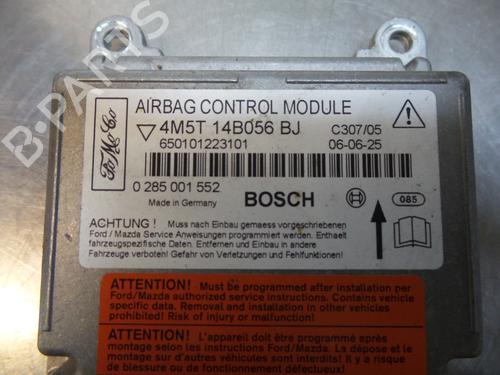 B-PARTS
FoMoCo
AIRBAG CONTROL MODULE
4M5T 14B056 BJ
C307/05
650101223101
06-06-25
0 285 001 552
Made in Germany
BOSCH
085
ACHTUNG ! Muss nach Einbau gemaess vorgeschriebenen
Ford / Mazda Service Anweisungen programmiert werden. Enthaelt
fahrzeugspezifische Daten. Entfernen und Einbau in andere
Fahrzeuge verboten! Gefahr von Verletzungen und Fehlfunktionen!
ATTENTION! Must be programmed after installation per
Ford/Mazda authorized service instructions. Contains vehicle
specific data. Removal and installation in other vehicles
prohibited! Risk of injury or malfunction!
ATTENTION! L'appareil doit être programmé après
montage selon les instructions Ford/Mazda. La dépose et le
montage sur d'autres véhicules sont interdits! Il y a risque
de blessure ou de fonctionnement défectueux!